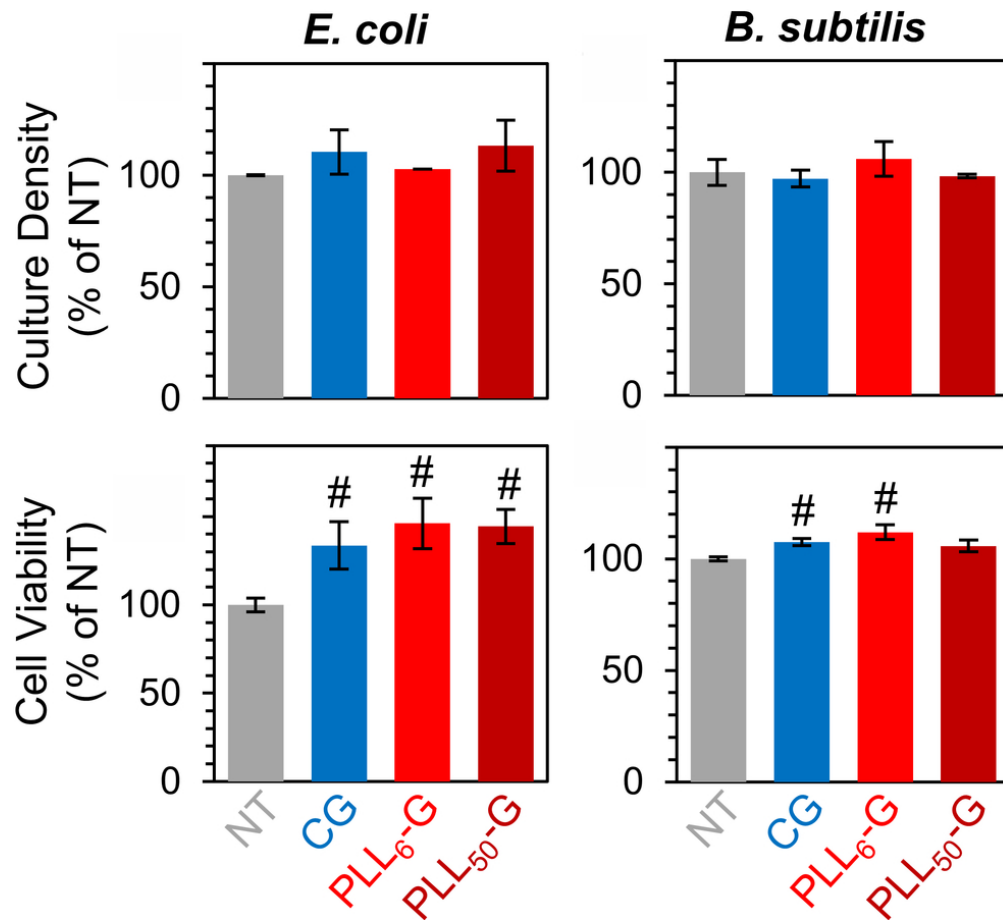 E. coli
B. subtilis
Culture Density
(% of NT)
100
50
0
100
50
0
Cell Viability
(% of NT)
#
#
#
100
50
0
#
#
100
50
0
NT
CG
PLL₆-G
PLL₅₀-G
NT
CG
PLL₆-G
PLL₅₀-G